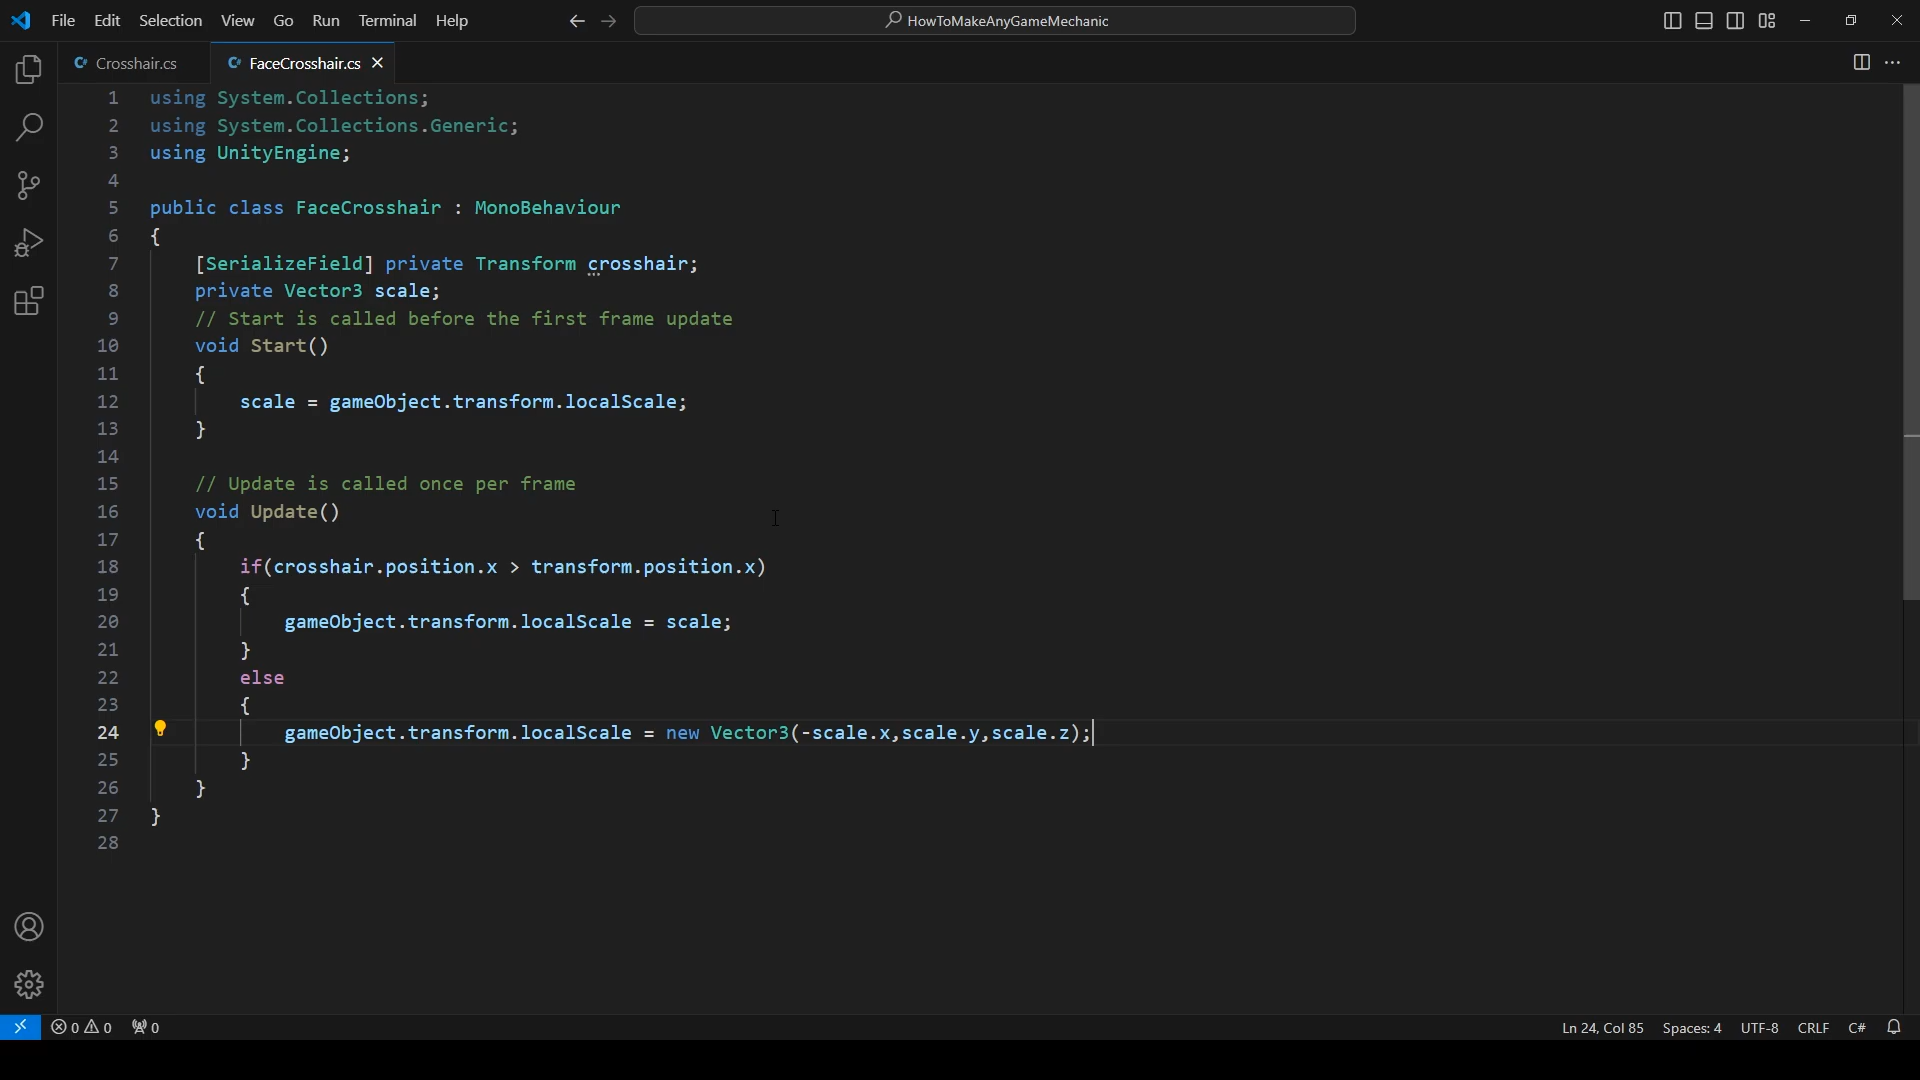 File Edit Selection View Go Run Terminal Help HowToMakeAnyGameMechanic
C# Crosshair.cs C# FaceCrosshair.cs
1 using System.Collections;
2 using System.Collections.Generic;
3 using UnityEngine;
4
5 public class FaceCrosshair : MonoBehaviour
6 {
7 [SerializeField] private Transform crosshair;
8 private Vector3 scale;
9 // Start is called before the first frame update
10 void Start()
11 {
12 scale = gameObject.transform.localScale;
13 }
14
15 // Update is called once per frame
16 void Update()
17 {
18 if(crosshair.position.x > transform.position.x)
19 {
20 gameObject.transform.localScale = scale;
21 }
22 else
23 {
24 gameObject.transform.localScale = new Vector3(-scale.x,scale.y,scale.z);
25 }
26 }
27 }
28
0 0 0 Ln 24, Col 85 Spaces: 4 UTF-8 CRLF C#